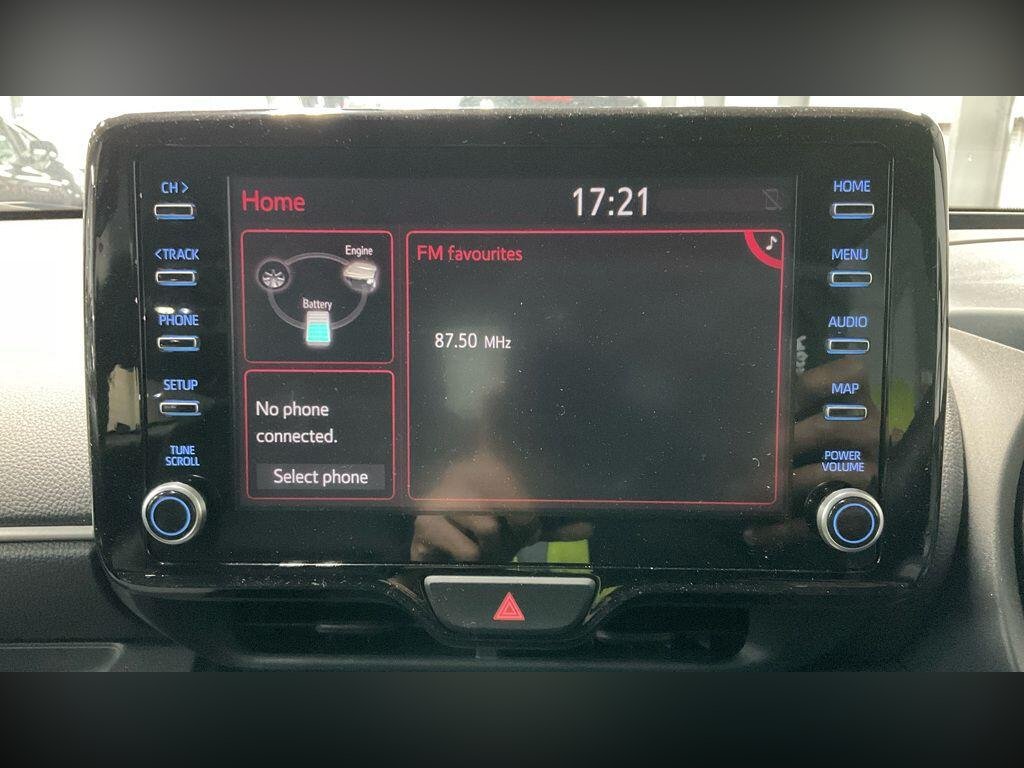 CH >
<TRACK
PHONE
SETUP
TUNE
SCROLL
Home
17:21
Engine
Battery
No phone
connected.
Select phone
FM favourites
87.50 MHz
HOME
MENU
AUDIO
MAP
POWER
VOLUME